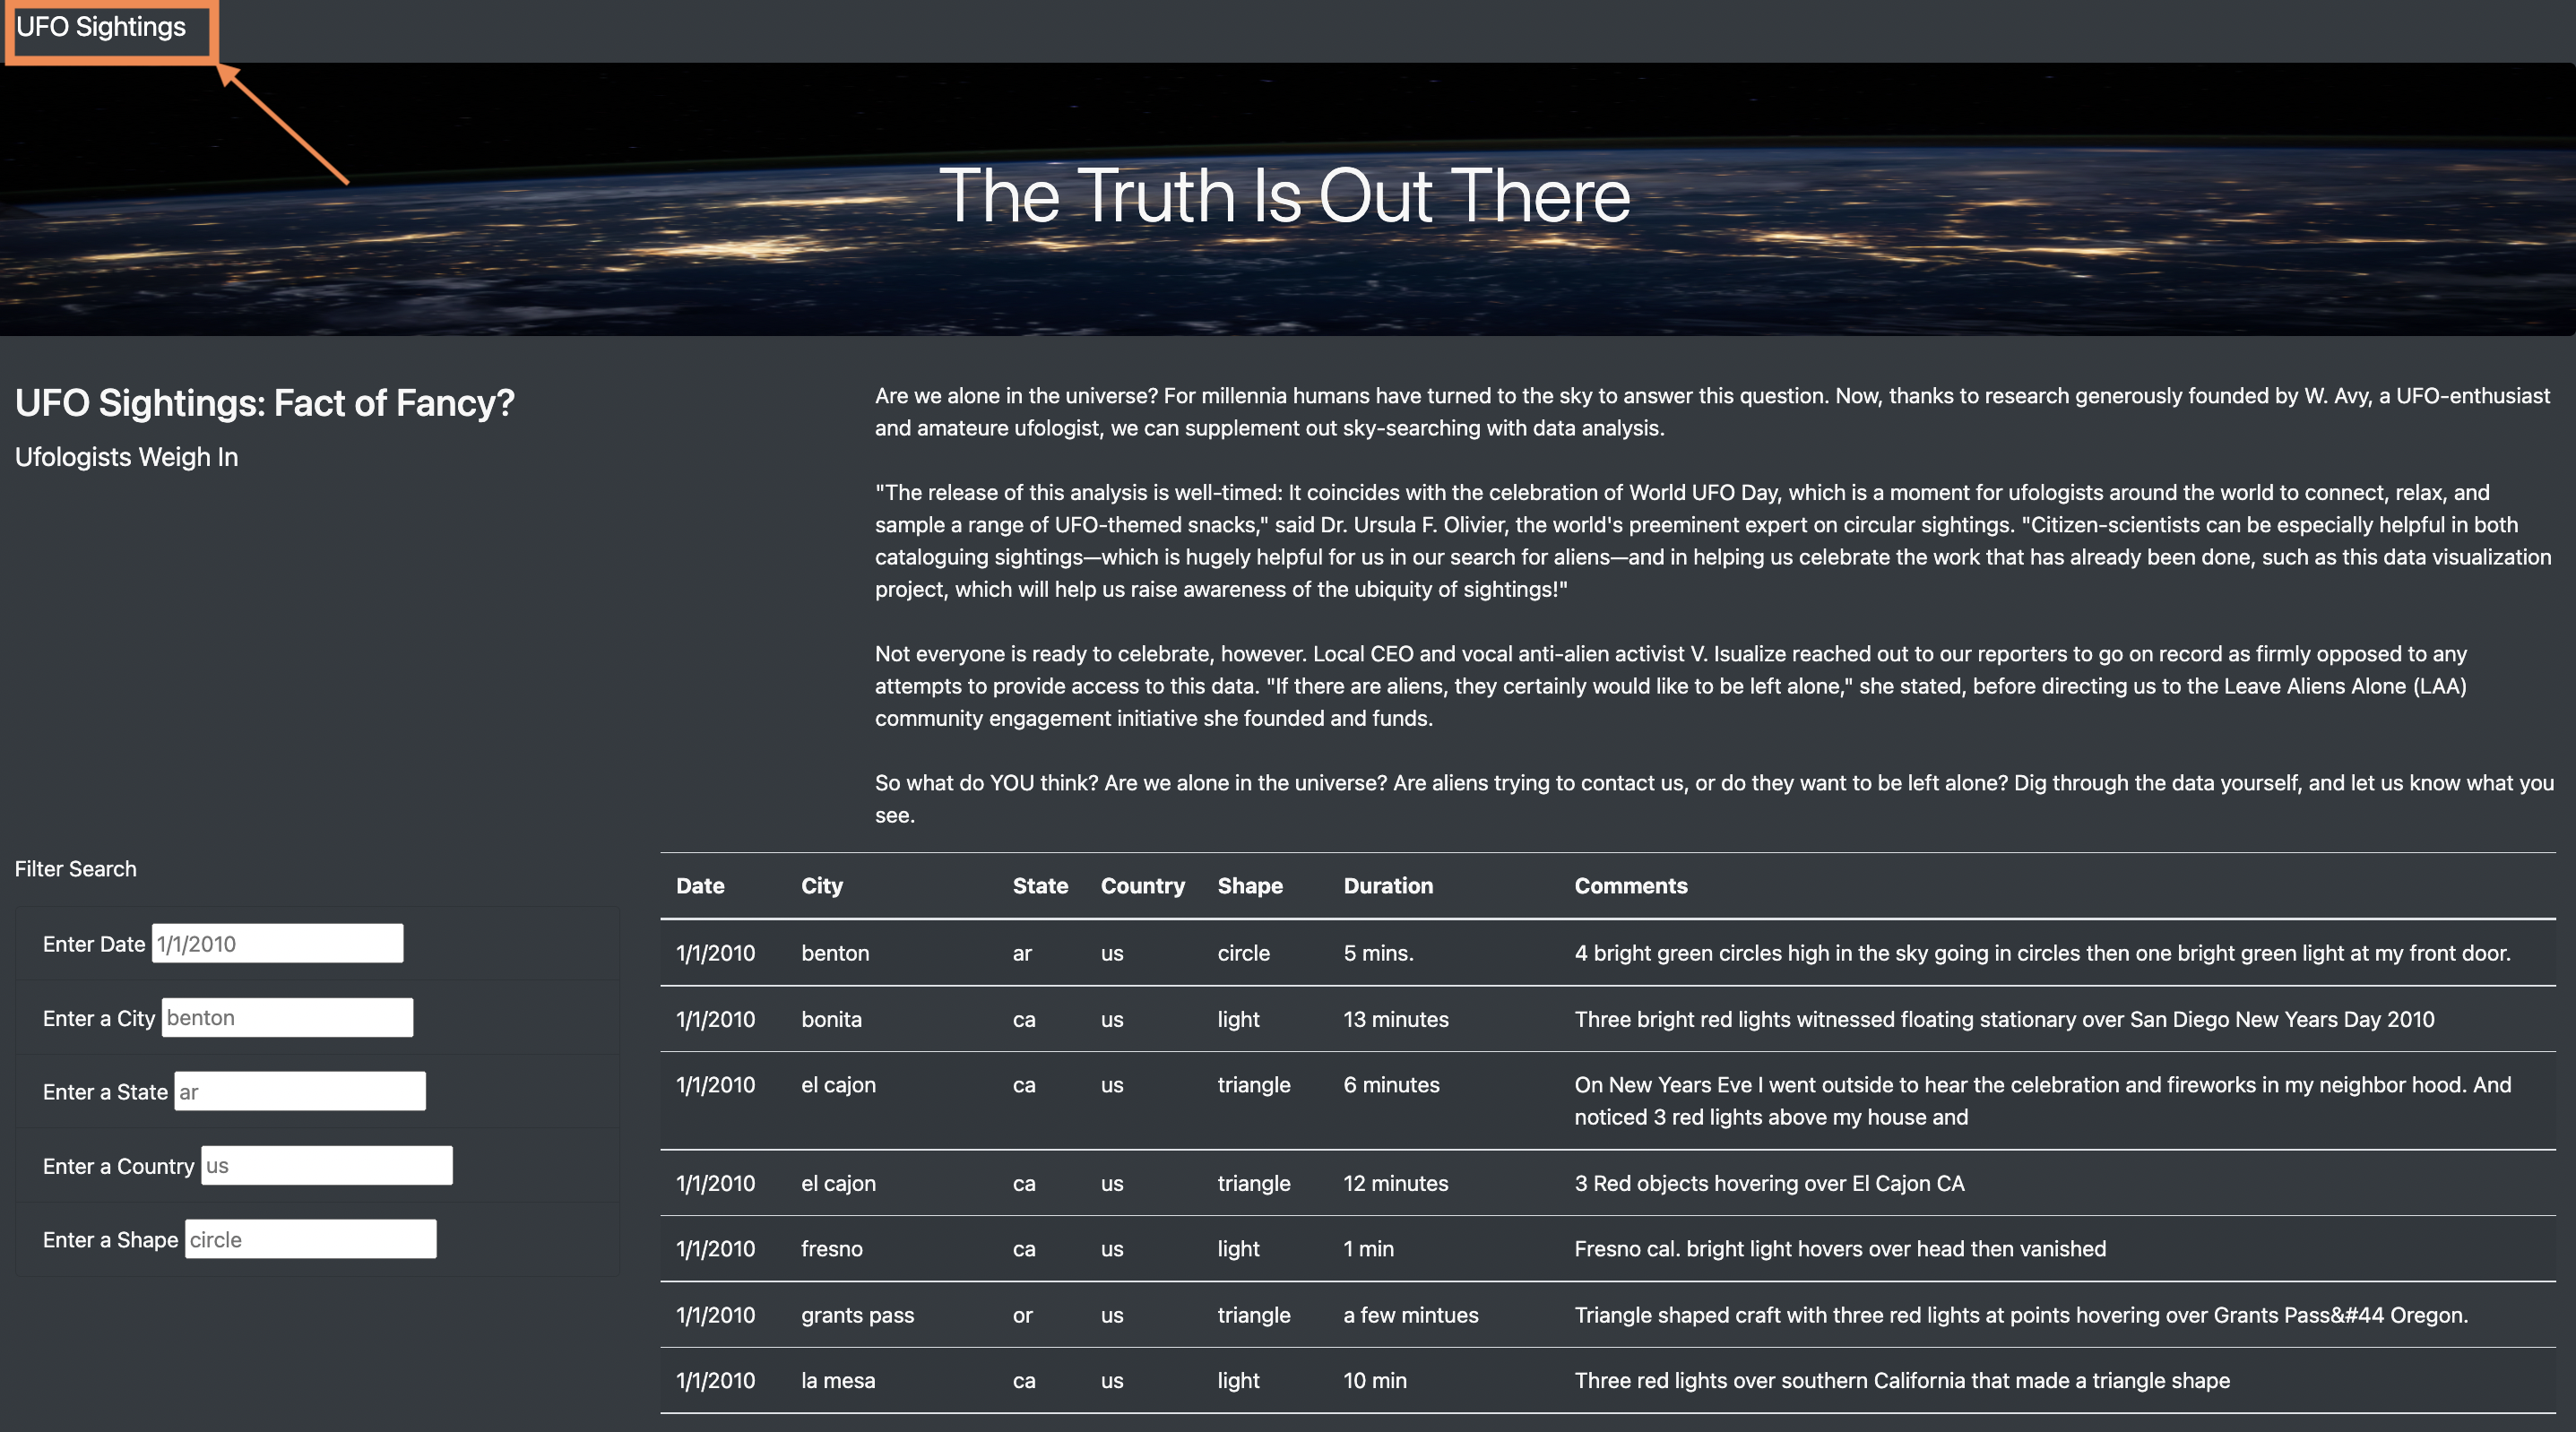 UFO Sightings
The Truth Is Out There
UFO Sightings: Fact of Fancy?
Ufologists Weigh In
Are we alone in the universe? For millennia humans have turned to the sky to answer this question. Now, thanks to research generously founded by W. Avy, a UFO-enthusiast
and amateure ufologist, we can supplement out sky-searching with data analysis.
"The release of this analysis is well-timed: It coincides with the celebration of World UFO Day, which is a moment for ufologists around the world to connect, relax, and
sample a range of UFO-themed snacks," said Dr. Ursula F. Olivier, the world's preeminent expert on circular sightings. "Citizen-scientists can be especially helpful in both
cataloguing sightings—which is hugely helpful for us in our search for aliens—and in helping us celebrate the work that has already been done, such as this data visualization
project, which will help us raise awareness of the ubiquity of sightings!"
Not everyone is ready to celebrate, however. Local CEO and vocal anti-alien activist V. Isualize reached out to our reporters to go on record as firmly opposed to any
attempts to provide access to this data. "If there are aliens, they certainly would like to be left alone," she stated, before directing us to the Leave Aliens Alone (LAA)
community engagement initiative she founded and funds.
So what do YOU think? Are we alone in the universe? Are aliens trying to contact us, or do they want to be left alone? Dig through the data yourself, and let us know what you
see.
Filter Search
Enter Date 1/1/2010
Enter a City benton
Enter a State ar
Enter a Country us
Enter a Shape circle
Date City State Country Shape Duration Comments
1/1/2010 benton ar us circle 5 mins. 4 bright green circles high in the sky going in circles then one bright green light at my front door.
1/1/2010 bonita ca us light 13 minutes Three bright red lights witnessed floating stationary over San Diego New Years Day 2010
1/1/2010 el cajon ca us triangle 6 minutes On New Years Eve I went outside to hear the celebration and fireworks in my neighbor hood. And
noticed 3 red lights above my house and
1/1/2010 el cajon ca us triangle 12 minutes 3 Red objects hovering over El Cajon CA
1/1/2010 fresno ca us light 1 min Fresno cal. bright light hovers over head then vanished
1/1/2010 grants pass or us triangle a few mintues Triangle shaped craft with three red lights at points hovering over Grants Pass&#44 Oregon.
1/1/2010 la mesa ca us light 10 min Three red lights over southern California that made a triangle shape